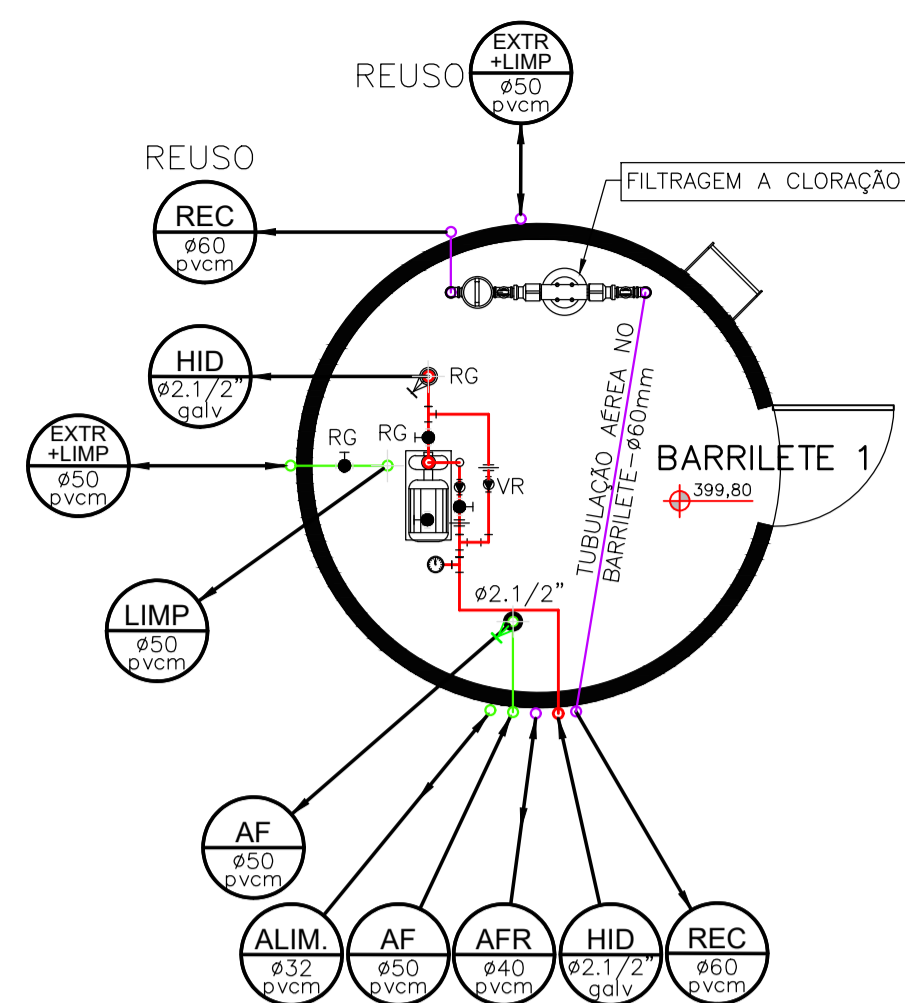 EXTR
+LIMP
ø50
pvcm
REUSO
REUSO
REC
ø60
pvcm
FILTRAGEM A CLORAÇÃO
HID
ø2.1/2"
galv
RG
EXTR
+LIMP
ø50
pvcm
RG
RG
VR
TUBULAÇÃO AÉREA NO
BARRILETE-ø60mm
BARRILETE 1
399,80
LIMP
ø50
pvcm
ø2.1/2"
AF
ø50
pvcm
ALIM.
ø32
pvcm
AF
ø50
pvcm
AFR
ø40
pvcm
HID
ø2.1/2"
galv
REC
ø60
pvcm